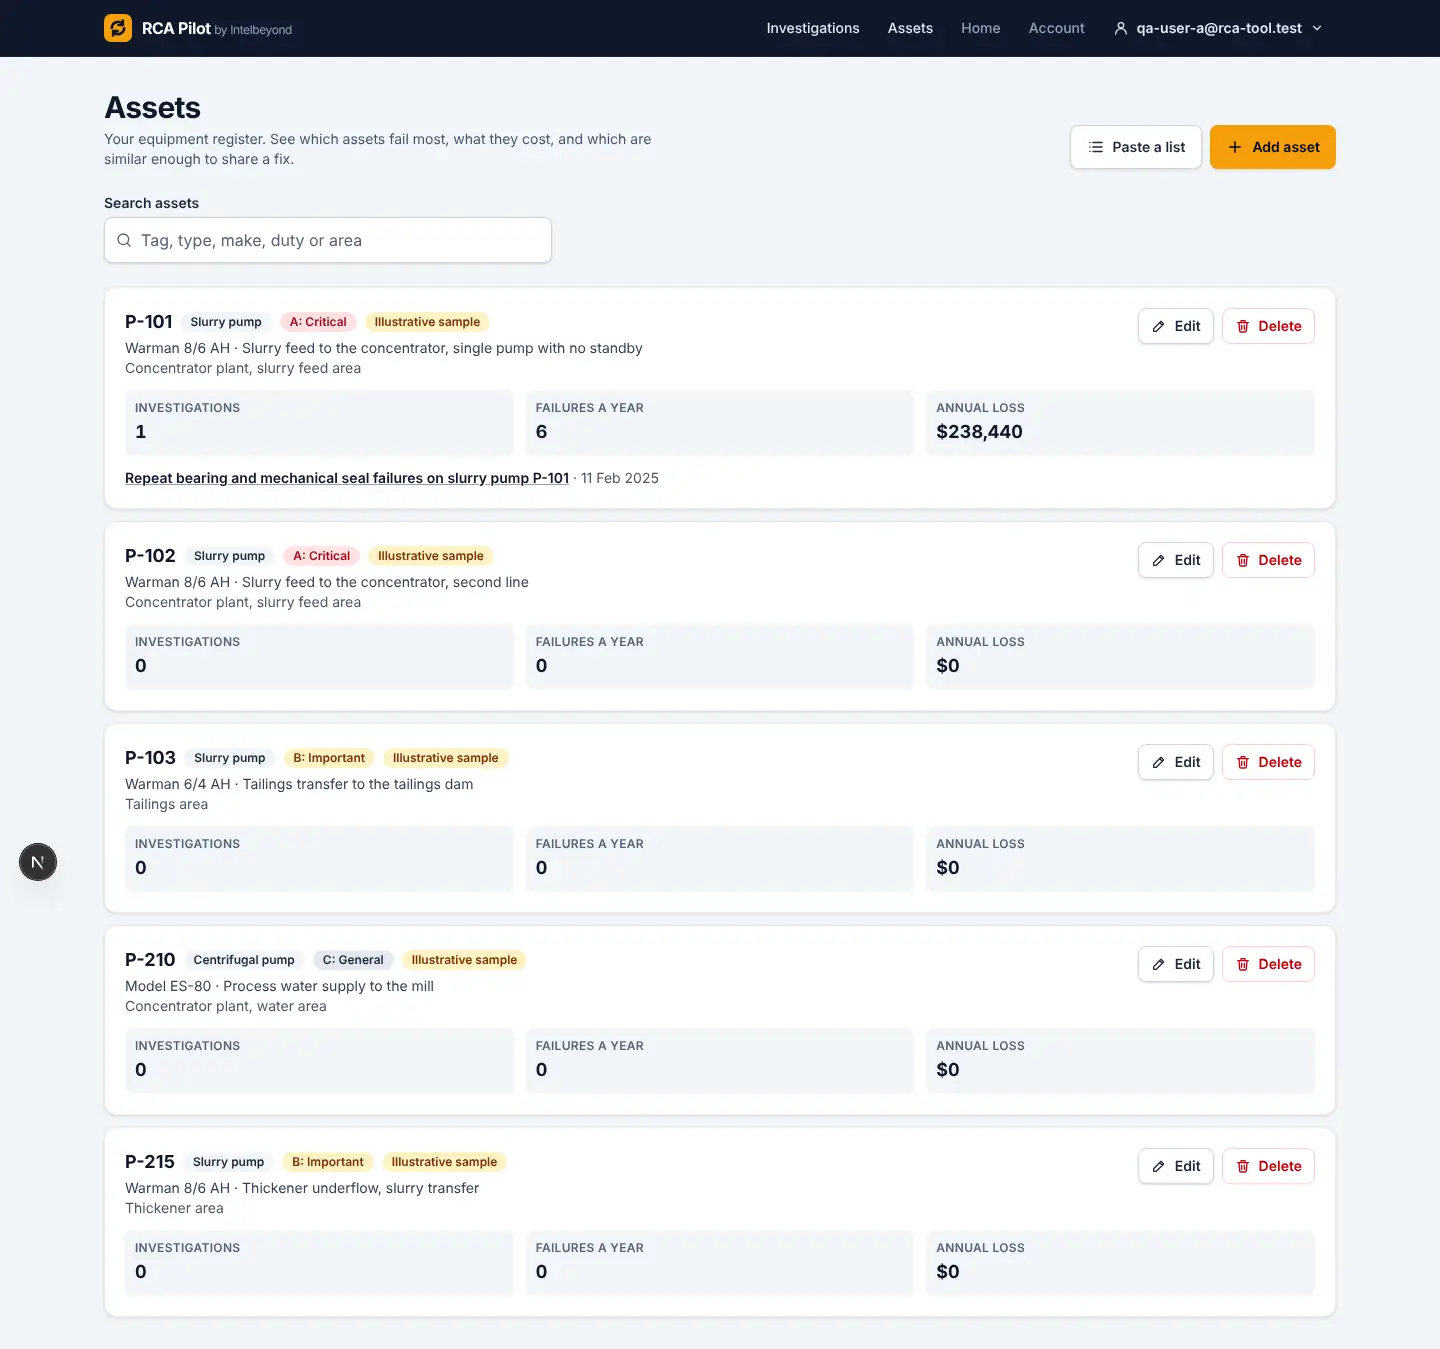 RCA Pilot by Intelbeyond
Investigations
Assets
Home
Account
qa-user-a@rca-tool.test
Assets
Your equipment register. See which assets fail most, what they cost, and which are
similar enough to share a fix.
Paste a list
Add asset
Search assets
Tag, type, make, duty or area
P-101 Slurry pump A: Critical Illustrative sample
Edit
Delete
Warman 8/6 AH · Slurry feed to the concentrator, single pump with no standby
Concentrator plant, slurry feed area
INVESTIGATIONS
1
FAILURES A YEAR
6
ANNUAL LOSS
$238,440
Repeat bearing and mechanical seal failures on slurry pump P-101 · 11 Feb 2025
P-102 Slurry pump A: Critical Illustrative sample
Edit
Delete
Warman 8/6 AH · Slurry feed to the concentrator, second line
Concentrator plant, slurry feed area
INVESTIGATIONS
0
FAILURES A YEAR
0
ANNUAL LOSS
$0
P-103 Slurry pump B: Important Illustrative sample
Edit
Delete
Warman 6/4 AH · Tailings transfer to the tailings dam
Tailings area
INVESTIGATIONS
0
FAILURES A YEAR
0
ANNUAL LOSS
$0
N
P-210 Centrifugal pump C: General Illustrative sample
Edit
Delete
Model ES-80 · Process water supply to the mill
Concentrator plant, water area
INVESTIGATIONS
0
FAILURES A YEAR
0
ANNUAL LOSS
$0
P-215 Slurry pump B: Important Illustrative sample
Edit
Delete
Warman 8/6 AH · Thickener underflow, slurry transfer
Thickener area
INVESTIGATIONS
0
FAILURES A YEAR
0
ANNUAL LOSS
$0